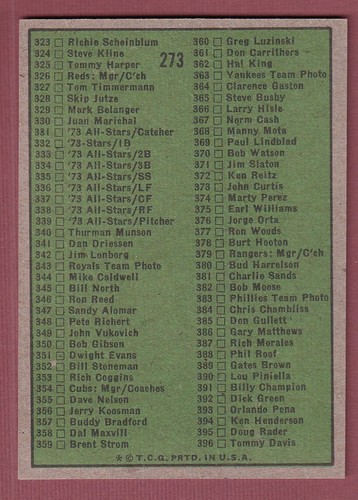 273
323 Richie Scheinblum
324 Steve Kline
325 Tommy Harper
326 Reds: Mgr/C'ch
327 Tom Timmermann
328 Skip Jutze
329 Mark Belanger
330 Juan Marichal
331 '73 All-Stars/Catcher
332 '73-Stars/1B
333 '73 All-Stars/2B
334 '73 All-Stars/3B
335 '73 All-Stars/SS
336 '73 All-Stars/LF
337 '73 All-Stars/CF
338 '73 All-Stars/RF
339 '73 All-Stars/Pitcher
340 Thurman Munson
341 Dan Driessen
342 Jim Lonborg
343 Royals Team Photo
344 Mike Caldwell
345 Bill North
346 Ron Reed
347 Sandy Alomar
348 Pete Richert
349 John Vukovich
350 Bob Gibson
351 Dwight Evans
352 Bill Stoneman
353 Rich Coggins
354 Cubs: Mgr/Coaches
355 Dave Nelson
356 Jerry Koosman
357 Buddy Bradford
358 Dal Maxvill
359 Brent Strom
360 Greg Luzinski
361 Don Carrithers
362 Hal King
363 Yankees Team Photo
364 Clarence Gaston
365 Steve Busby
366 Larry Hisle
367 Norm Cash
368 Manny Mota
369 Paul Lindblad
370 Bob Watson
371 Jim Slaton
372 Ken Reitz
373 John Curtis
374 Marty Perez
375 Earl Williams
376 Jorge Orta
377 Ron Woods
378 Burt Hooton
379 Rangers: Mgr/C'ch
380 Bud Harrelson
381 Charlie Sands
382 Bob Moose
383 Phillies Team Photo
384 Chris Chambliss
385 Don Gullett
386 Gary Matthews
387 Rich Morales
388 Phil Roof
389 Gates Brown
390 Lou Piniella
391 Billy Champion
392 Dick Green
393 Orlando Pena
394 Ken Henderson
395 Doug Rader
396 Tommy Davis
* © T.C.G. PRTD. IN U.S.A.